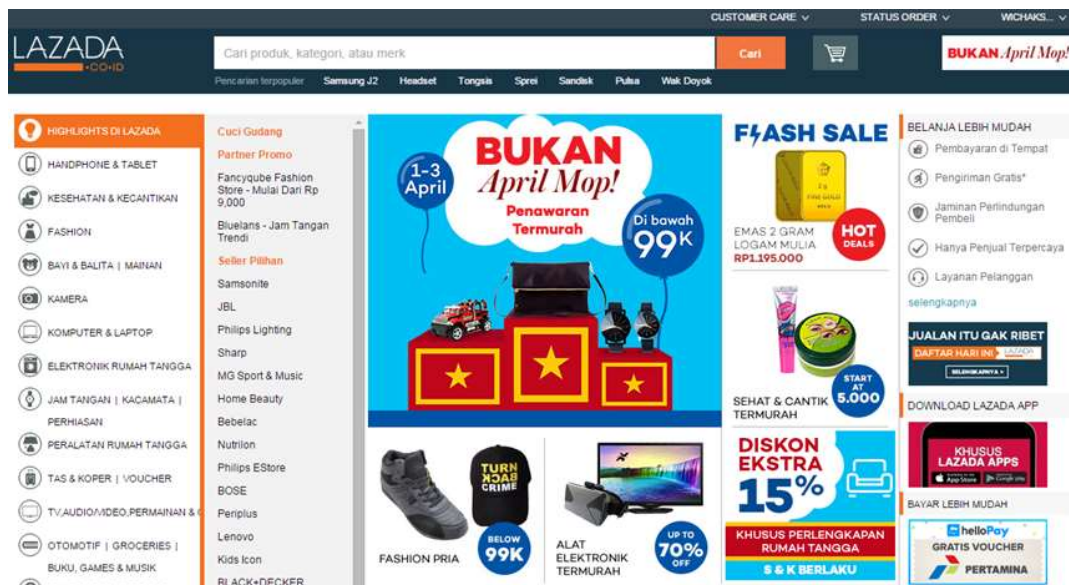 CUSTOMER CARE
STATUS ORDER
WICHAKS...
LAZADA
•CO•ID
Cari produk, kategori, atau merk
Cari
BUKAN April Mop!
Pencarian terpopuler Samsung J2 Headset Tongsis Sprei Sandisk Pulsa Wak Doyok
HIGHLIGHTS DI LAZADA
HANDPHONE & TABLET
KESEHATAN & KECANTIKAN
FASHION
BAYI & BALITA | MAINAN
KAMERA
KOMPUTER & LAPTOP
ELEKTRONIK RUMAH TANGGA
JAM TANGAN | KACAMATA |
PERHIASAN
PERALATAN RUMAH TANGGA
TAS & KOPER | VOUCHER
TV,AUDIO/VIDEO,PERMAINAN &
OTOMOTIF | GROCERIES |
BUKU, GAMES & MUSIK
Cuci Gudang
Partner Promo
Fancyqube Fashion
Store - Mulai Dari Rp
9,000
Bluelans - Jam Tangan
Trendi
Seller Pilihan
Samsonite
JBL
Philips Lighting
Sharp
MG Sport & Music
Home Beauty
Bebelac
Nutrilon
Philips EStore
BOSE
Periplus
Lenovo
Kids Icon
BLACK+DECKER
1-3
April
BUKAN
April Mop!
Penawaran
Termurah
Di bawah
99K
TURN
BACK
CRIME
FASHION PRIA
BELOW
99K
ALAT
ELEKTRONIK
TERMURAH
UP TO
70%
OFF
FLASH SALE
FINE GOLD
EMAS 2 GRAM
LOGAM MULIA
RP1.195.000
HOT
DEALS
SEHAT & CANTIK
TERMURAH
START
AT
5.000
DISKON
EKSTRA
15%
KHUSUS PERLENGKAPAN
RUMAH TANGGA
S & K BERLAKU
BELANJA LEBIH MUDAH
Pembayaran di Tempat
Pengiriman Gratis*
Jaminan Perlindungan
Pembeli
Hanya Penjual Terpercaya
Layanan Pelanggan
selengkapnya
JUALAN ITU GAK RIBET
DAFTAR HARI INI LAZADA
SELENGKAPNYA >
DOWNLOAD LAZADA APP
KHUSUS
LAZADA APPS
App Store Google play
BAYAR LEBIH MUDAH
helloPay
GRATIS VOUCHER
PERTAMINA